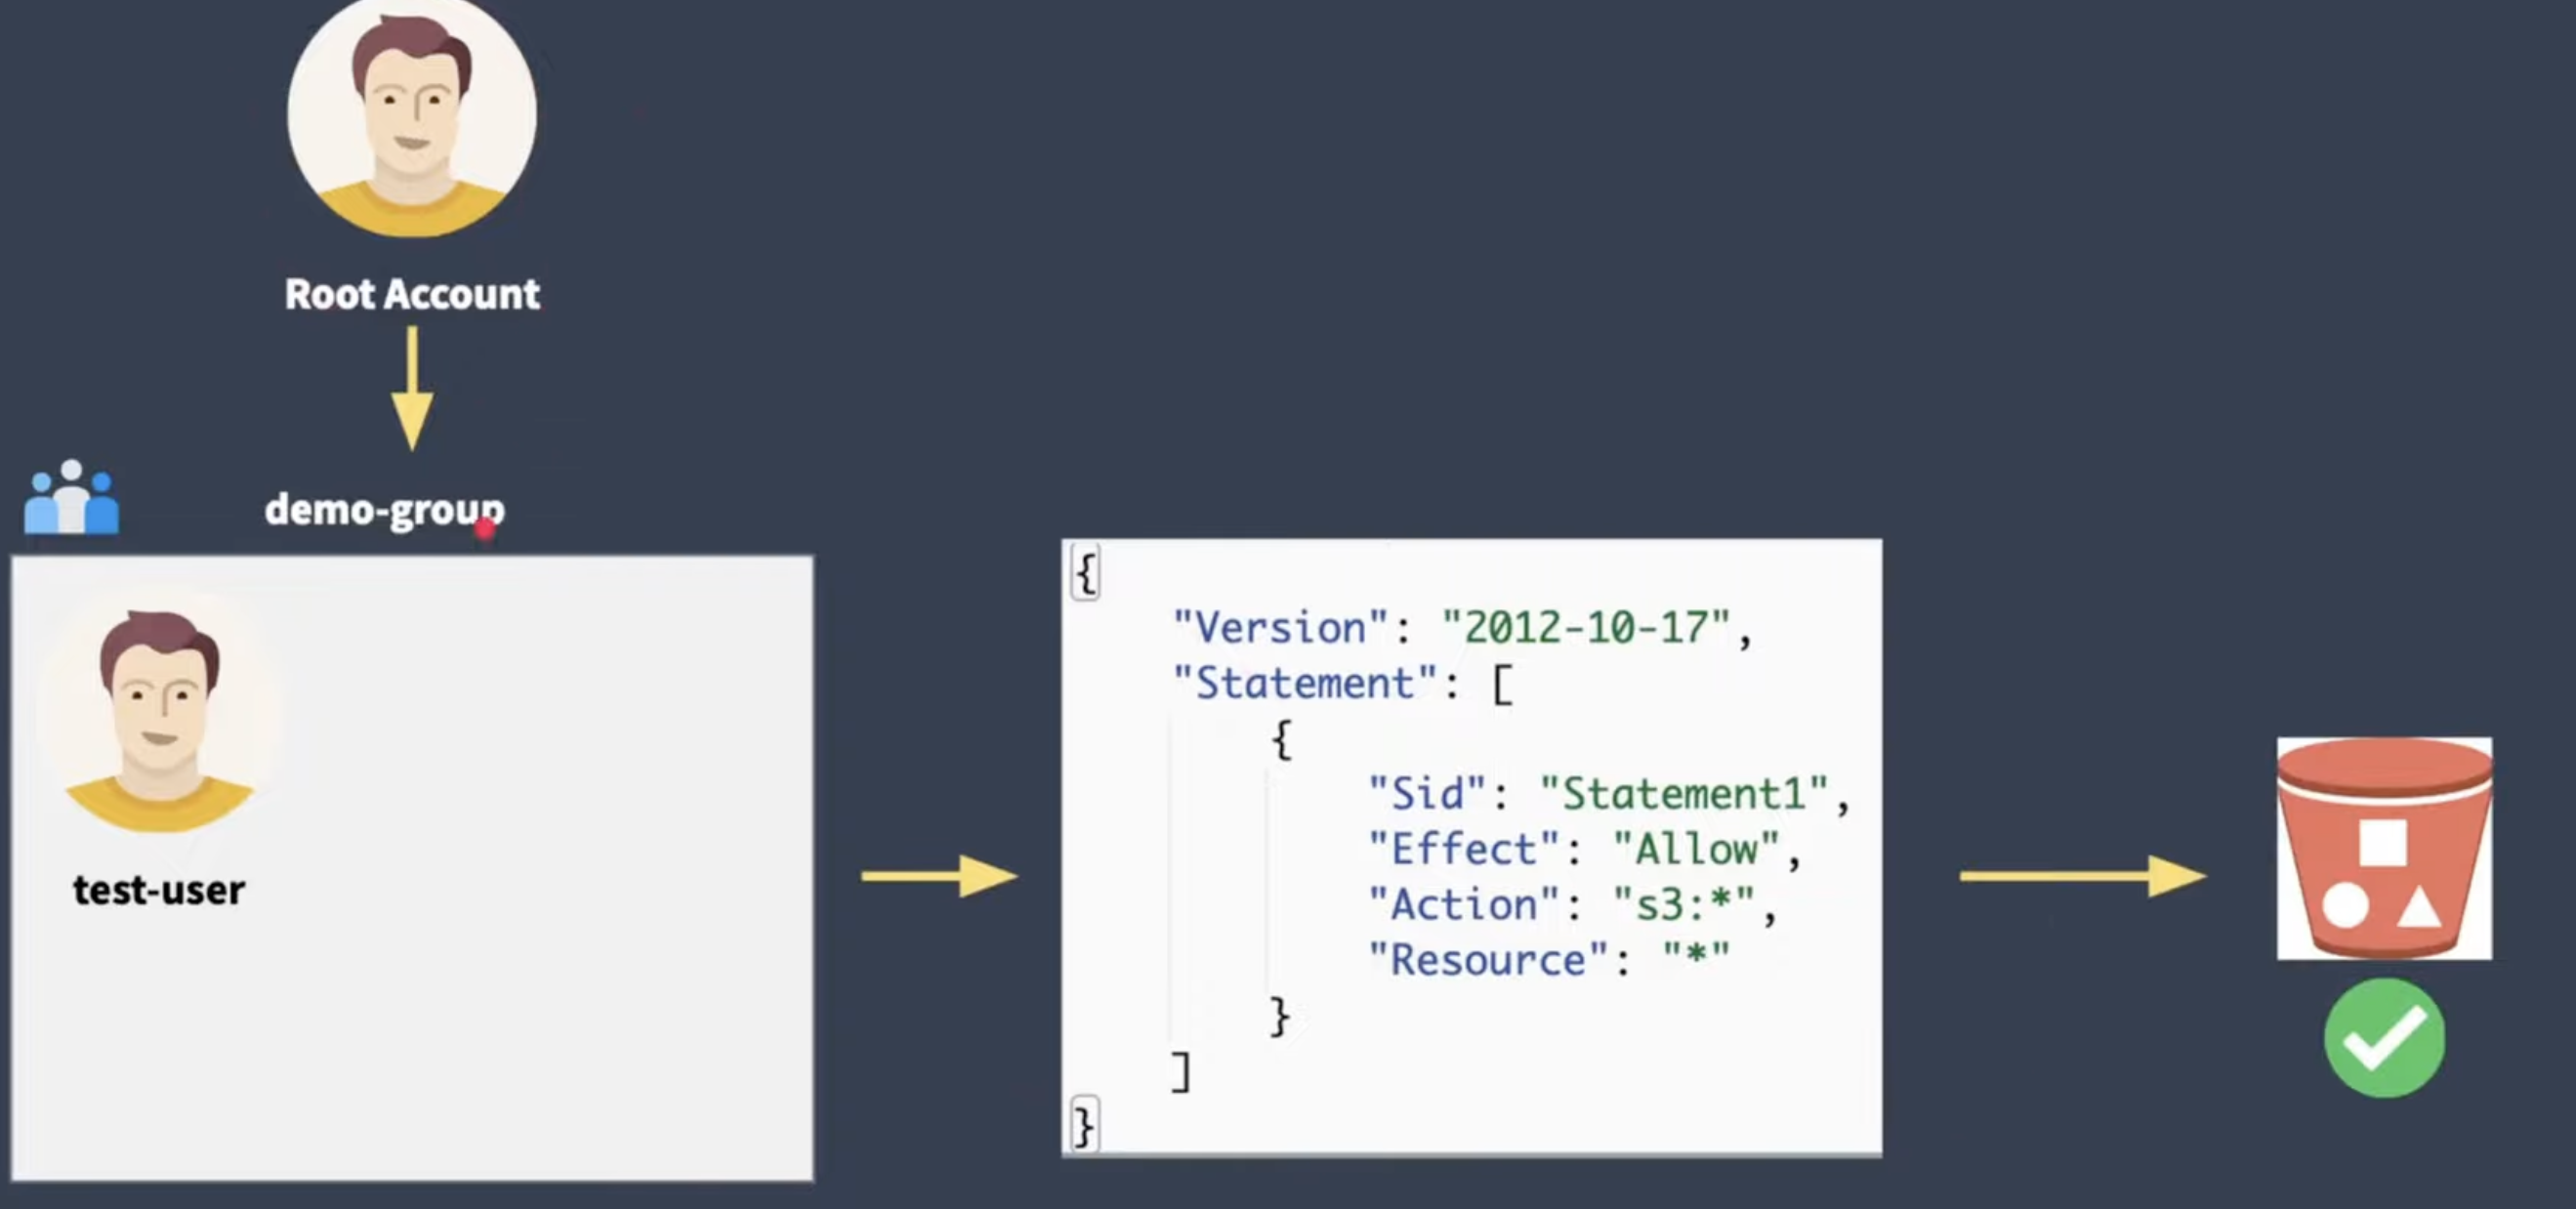 Root Account
demo-group
test-user
{
"Version": "2012-10-17",
"Statement": [
{
"Sid": "Statement1",
"Effect": "Allow",
"Action": "s3:*",
"Resource": "*"
}
]
}